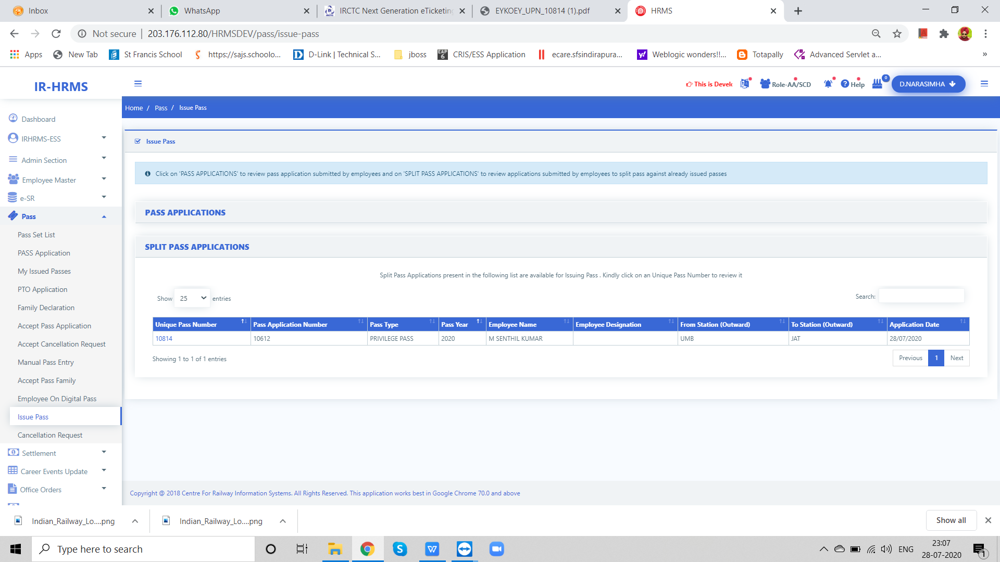 Inbox
WhatsApp
IRCTC Next Generation eTicketing
EYKOEY_UPN_10814 (1).pdf
HRMS
Not secure | 203.176.112.80/HRMSDEV/pass/issue-pass
Apps
New Tab
St Francis School
https://sajs.schoolo...
D-Link | Technical S...
jboss
CRIS/ESS Application
ecare.sfsindirapura...
Weblogic wonders!!...
Totapally
Advanced Servlet a...
»
IR-HRMS
This is Develo
Role-AA/SCD
Help
0
D.NARASIMHA
Home / Pass / Issue Pass
Dashboard
IRHRMS-ESS
Admin Section
Employee Master
e-SR
Pass
Pass Set List
PASS Application
My Issued Passes
PTO Application
Family Declaration
Accept Pass Application
Accept Cancellation Request
Manual Pass Entry
Accept Pass Family
Employee On Digital Pass
Issue Pass
Cancellation Request
Settlement
Career Events Update
Office Orders
Issue Pass
Click on 'PASS APPLICATIONS' to review pass application submitted by employees and on 'SPLIT PASS APPLICATIONS' to review applications submitted by employees to split pass against already issued passes
PASS APPLICATIONS
SPLIT PASS APPLICATIONS
Split Pass Applications present in the following list are available for Issuing Pass . Kindly click on an Unique Pass Number to review it
Show 25 entries
Search:
Unique Pass Number Pass Application Number Pass Type Pass Year Employee Name Employee Designation From Station (Outward) To Station (Outward) Application Date
10814 10612 PRIVILEGE PASS 2020 M SENTHIL KUMAR UMB JAT 28/07/2020
Showing 1 to 1 of 1 entries
Previous 1 Next
Copyright @ 2018 Centre For Railway Information Systems. All Rights Reserved. This application works best in Google Chrome 70.0 and above
Indian_Railway_Lo....png
Indian_Railway_Lo....png
Show all
Type here to search
ENG
23:07
28-07-2020
1